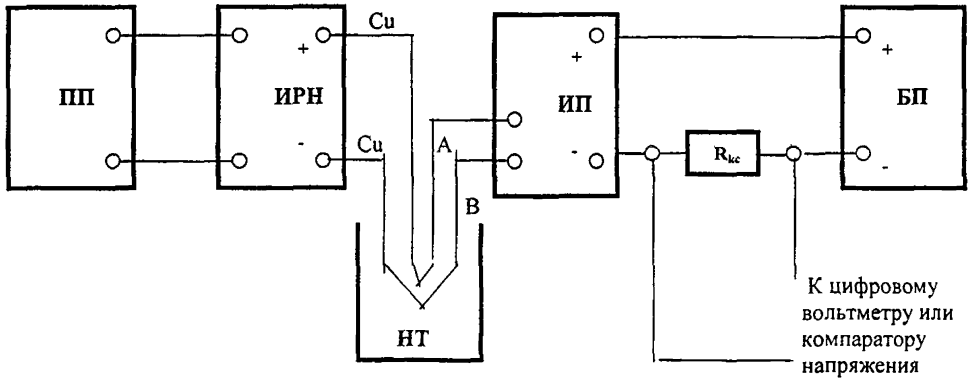 Cu
+
+
+
ПП
ИРН
ИП
БП
-
Cu
A
-
R_kc
-
B
НТ
К цифровому
вольтметру или
компаратору
напряжения